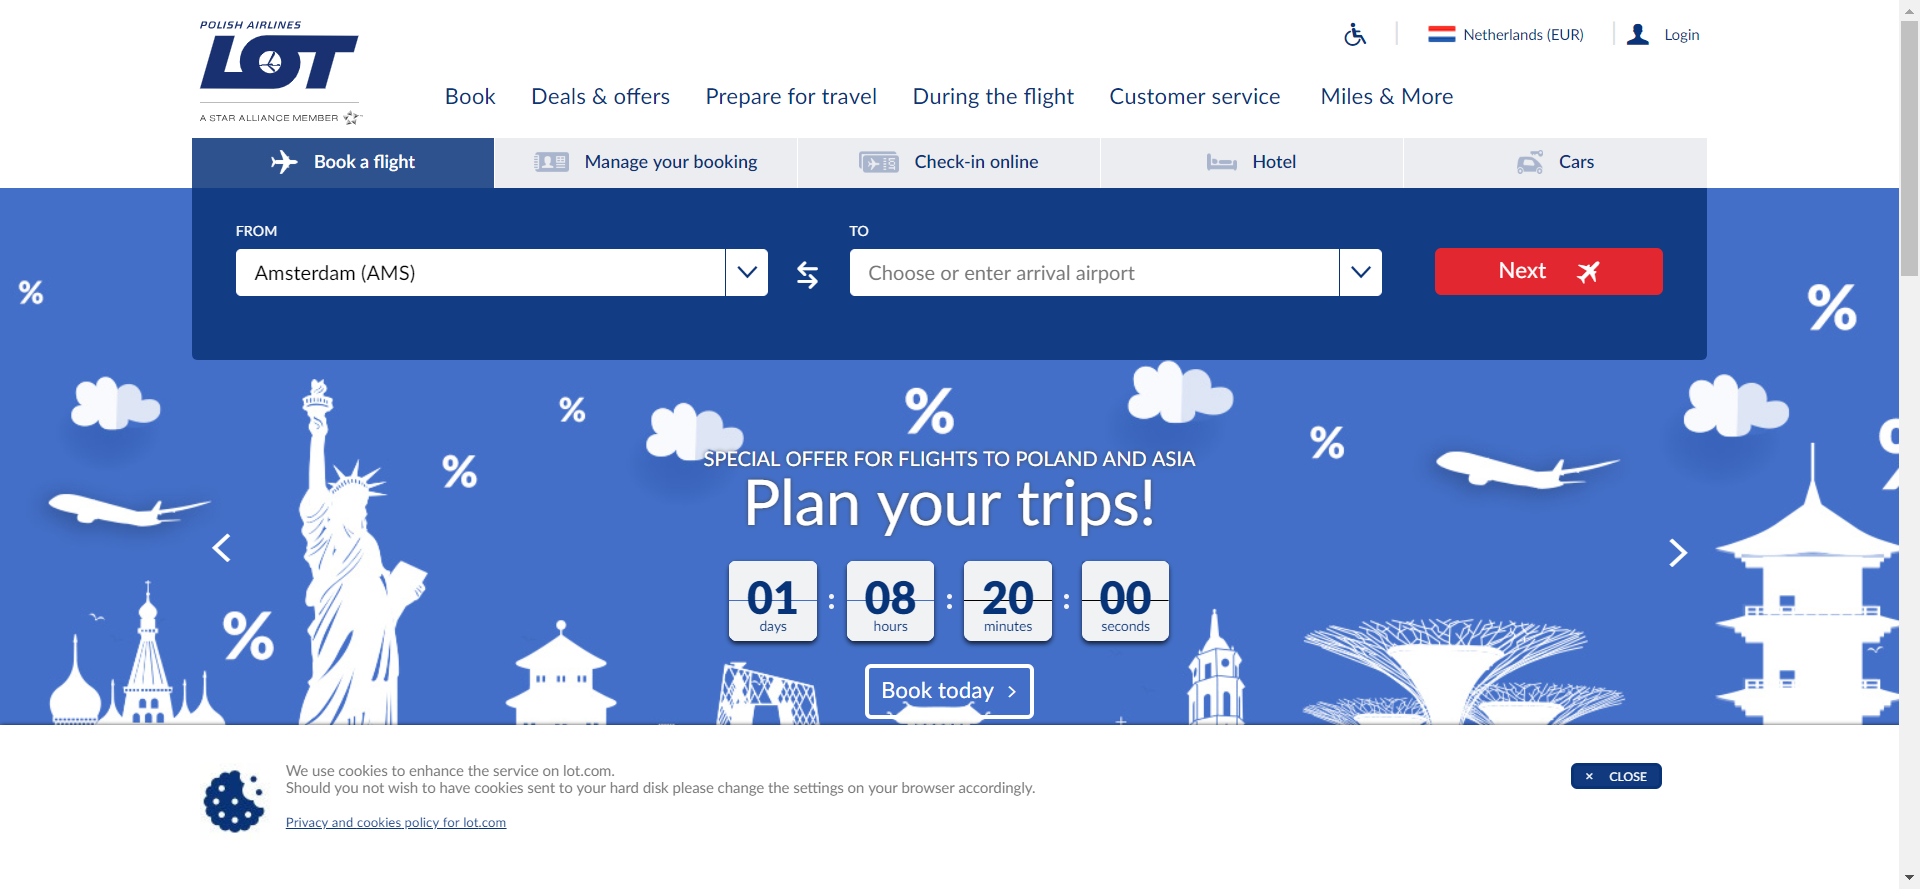 POLISH AIRLINES
LOT
A STAR ALLIANCE MEMBER
Netherlands (EUR)
Login
Book
Deals & offers
Prepare for travel
During the flight
Customer service
Miles & More
Book a flight
Manage your booking
Check-in online
Hotel
Cars
FROM
TO
Amsterdam (AMS)
Choose or enter arrival airport
Next
%
%
%
%
%
%
%
%
SPECIAL OFFER FOR FLIGHTS TO POLAND AND ASIA
Plan your trips!
01 : 08 : 20 : 00
days hours minutes seconds
Book today
We use cookies to enhance the service on lot.com.
Should you not wish to have cookies sent to your hard disk please change the settings on your browser accordingly.
Privacy and cookies policy for lot.com
× CLOSE